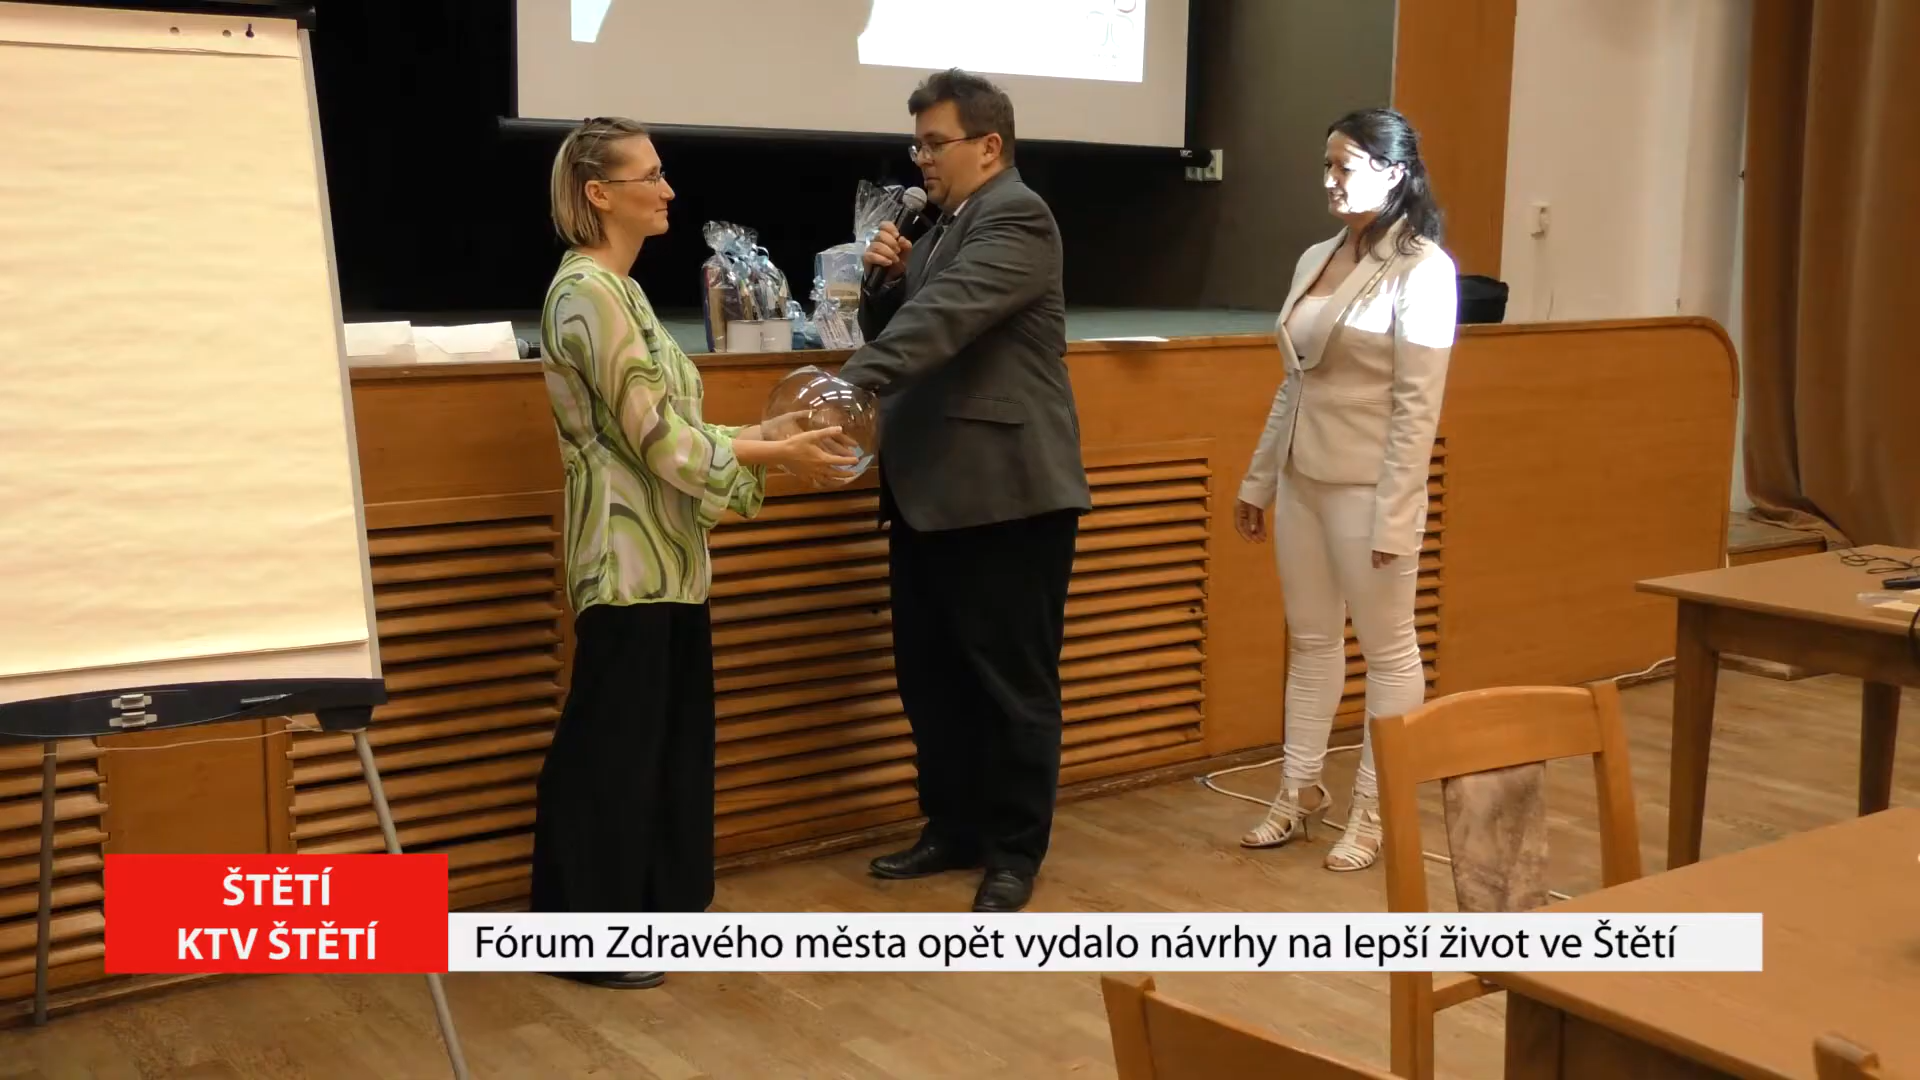 ŠTĚTÍ
KTV ŠTĚTÍ
Fórum Zdravého města opět vydalo návrhy na lepší život ve Štětí